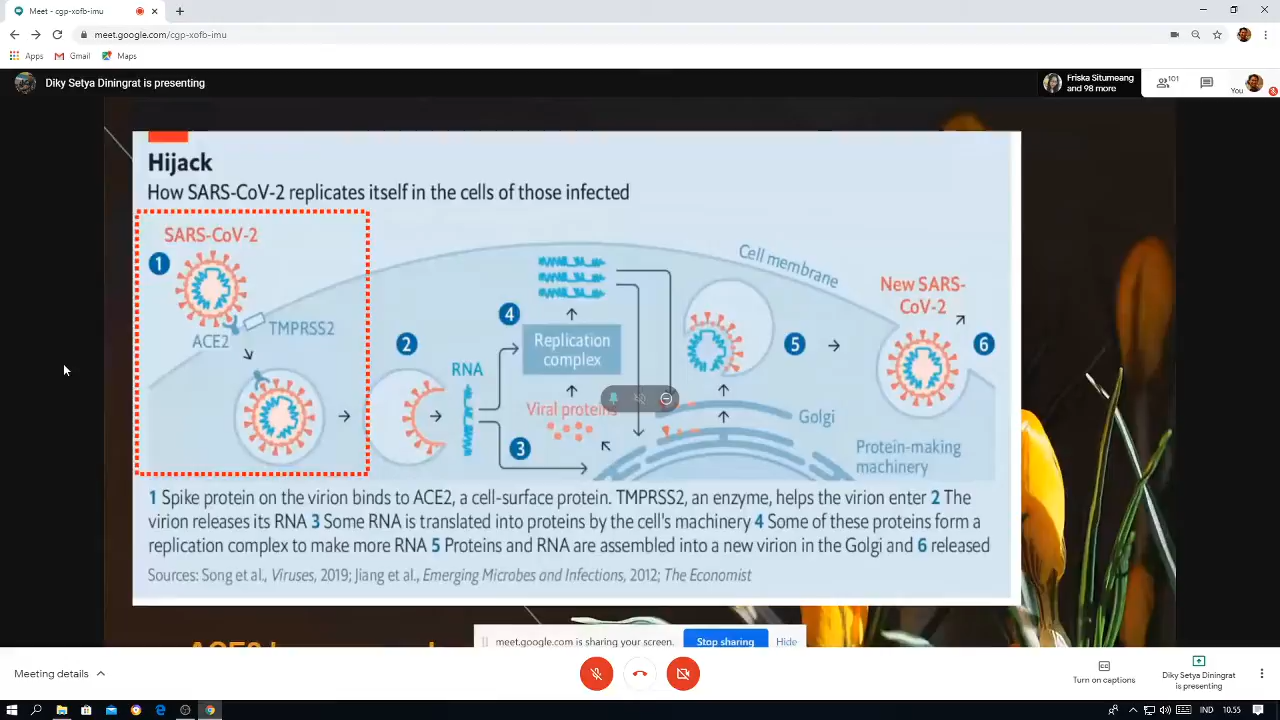 Meet - cgp-xofb-imu
meet.google.com/cgp-xofb-imu
Apps Gmail Maps
Diky Setya Diningrat is presenting
Friska Situmeang
and 98 more
101
You
Hijack
How SARS-CoV-2 replicates itself in the cells of those infected
SARS-CoV-2
1
TMPRSS2
ACE2
2
RNA
4
Replication
complex
Viral proteins
3
Cell membrane
5
Golgi
Protein-making
machinery
New SARS-
CoV-2
6
1 Spike protein on the virion binds to ACE2, a cell-surface protein. TMPRSS2, an enzyme, helps the virion enter 2 The
virion releases its RNA 3 Some RNA is translated into proteins by the cell's machinery 4 Some of these proteins form a
replication complex to make more RNA 5 Proteins and RNA are assembled into a new virion in the Golgi and 6 released
Sources: Song et al., Viruses, 2019; Jiang et al., Emerging Microbes and Infections, 2012; The Economist
meet.google.com is sharing your screen.
Stop sharing
Hide
Meeting details
Turn on captions
Diky Setya Diningrat
is presenting
IND
10.55